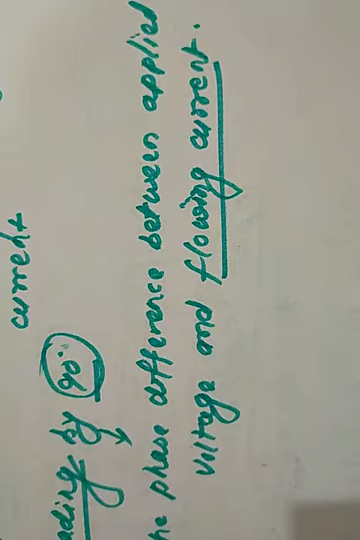 current
ading by 90°
he phase difference between applied
voltage and flowing current.